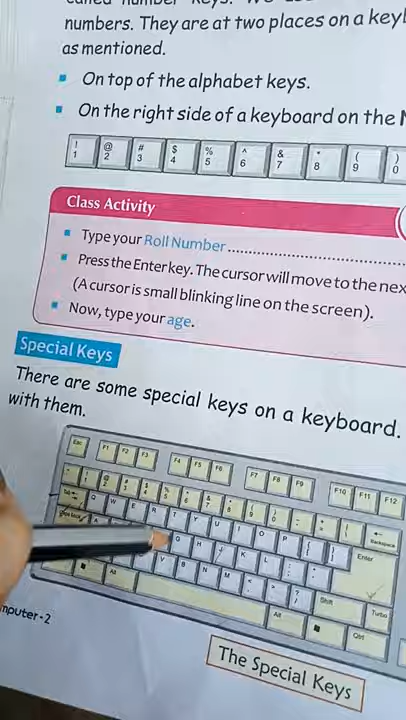 numbers. They are at two places on a
as mentioned.
▪ On top of the alphabet keys.
▪ On the right side of a keyboard on the
! 1 @ 2 # 3 $ 4 % 5 ^ 6 & 7 * 8 ( 9 ) 0
Class Activity
▪ Type your Roll Number
▪ Press the Enter key. The cursor will move to the
(A cursor is small blinking line on the screen).
▪ Now, type your age.
Special Keys
There are some special keys on a keyboard.
with them.
Esc F1 F2 F3 F4 F5 F6 F7 F8 F9 F10 F11 F12
Backspace
Tab Q W E R T Y U I O P
Enter
G H K L
Shift
V B N M
Turbo
Alt Alt Ctrl
The Special Keys